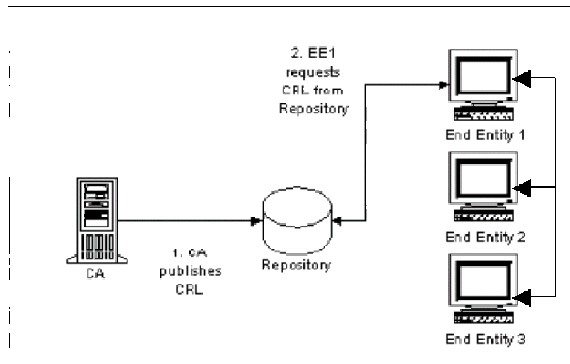 2. EE1
requests
CRL from
Repository
End Entity 1
End Entity 2
End Entity 3
CA
1. CA
publishes
CRL
Repository